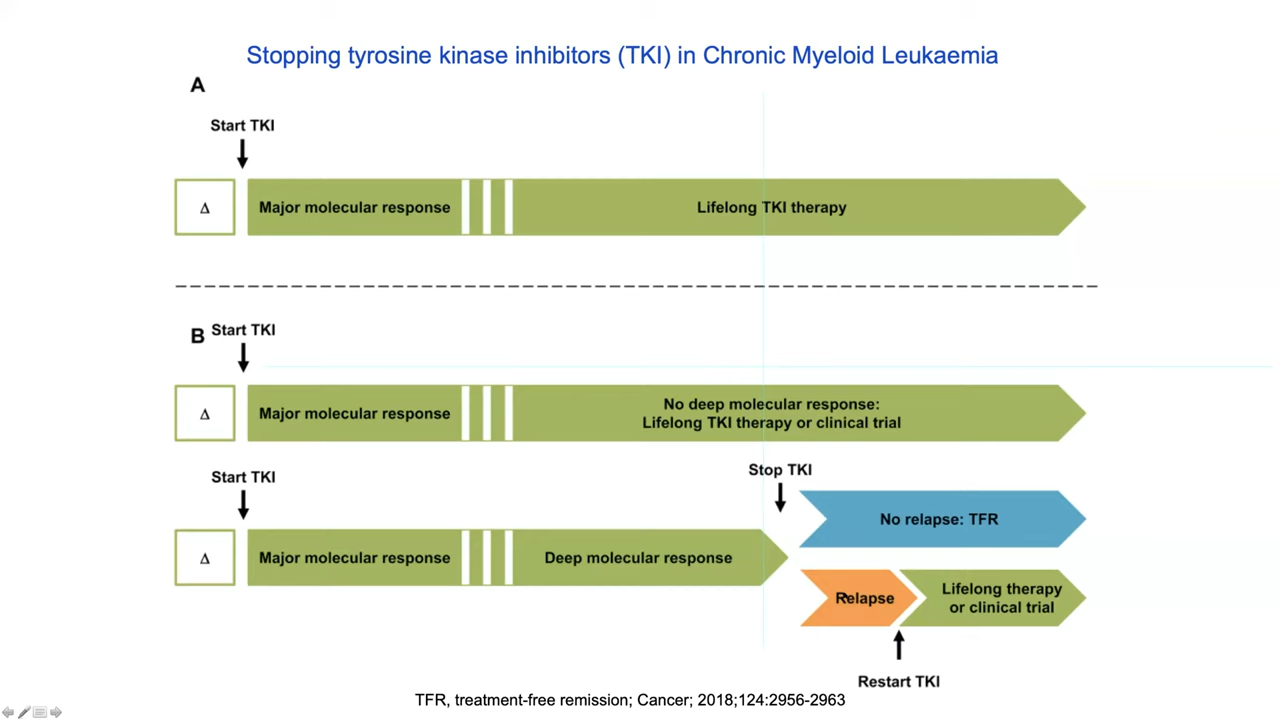 Stopping tyrosine kinase inhibitors (TKI) in Chronic Myeloid Leukaemia
A
Start TKI
Δ
Major molecular response
Lifelong TKI therapy
B
Start TKI
Δ
Major molecular response
No deep molecular response:
Lifelong TKI therapy or clinical trial
Start TKI
Δ
Major molecular response
Deep molecular response
Stop TKI
No relapse: TFR
Relapse
Lifelong therapy
or clinical trial
Restart TKI
TFR, treatment-free remission; Cancer; 2018;124:2956-2963